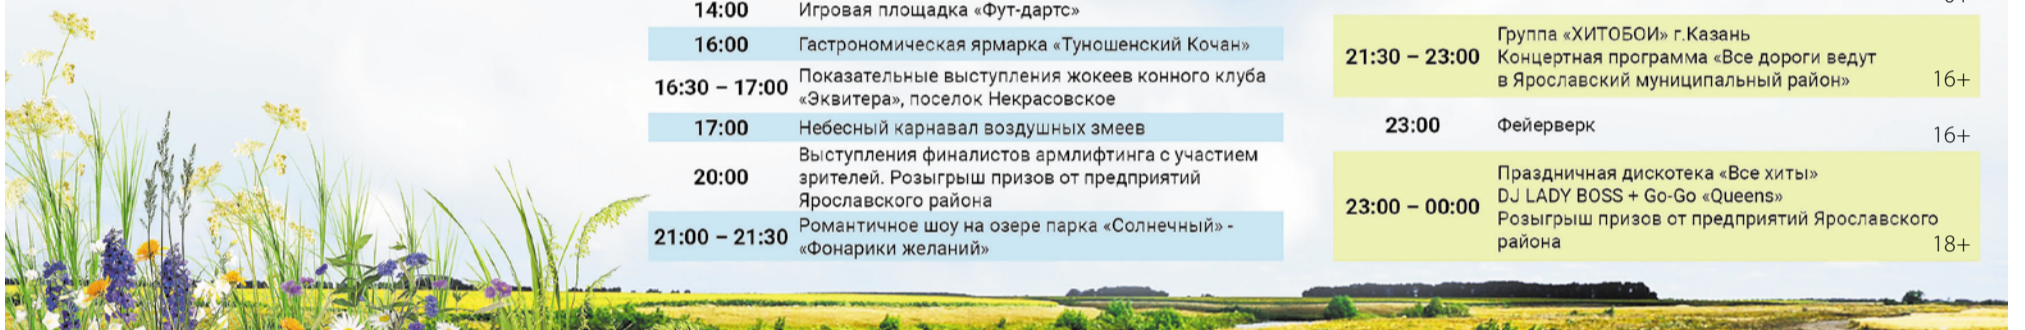 14:00 Игровая площадка «Фут-дартс»
16:00 Гастрономическая ярмарка «Туношенский Кочан»
16:30 – 17:00 Показательные выступления жокеев конного клуба
«Эквитера», поселок Некрасовское
17:00 Небесный карнавал воздушных змеев
20:00 Выступления финалистов армлифтинга с участием
зрителей. Розыгрыш призов от предприятий
Ярославского района
21:00 – 21:30 Романтичное шоу на озере парка «Солнечный» -
«Фонарики желаний»
21:30 – 23:00 Группа «ХИТОБОИ» г.Казань
Концертная программа «Все дороги ведут
в Ярославский муниципальный район» 16+
23:00 Фейерверк 16+
23:00 – 00:00 Праздничная дискотека «Все хиты»
DJ LADY BOSS + Go-Go «Queens»
Розыгрыш призов от предприятий Ярославского
района 18+